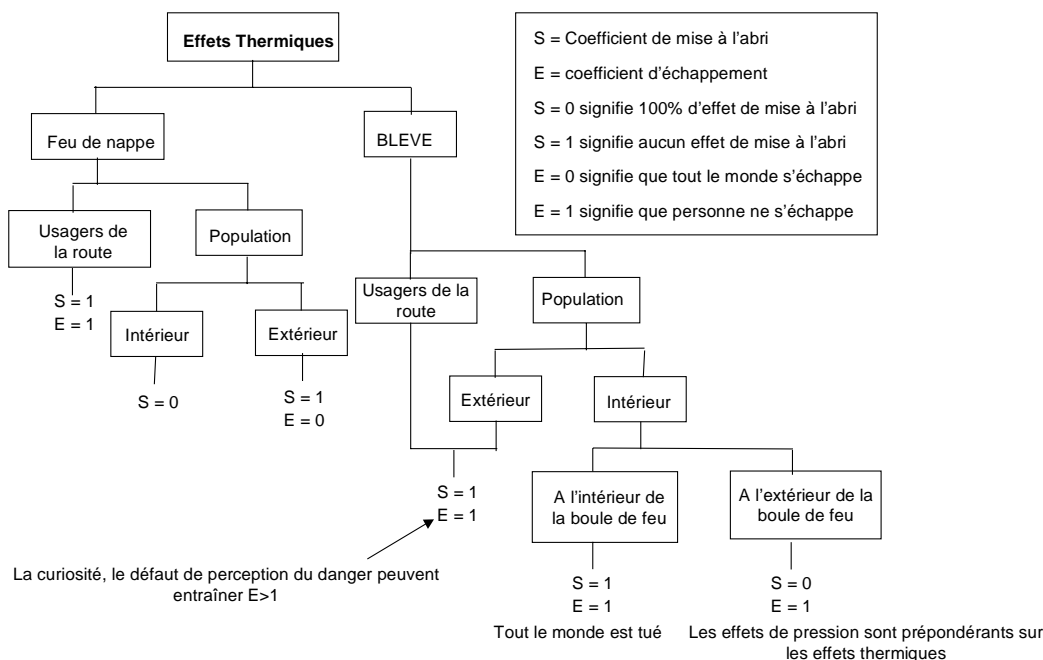 Effets Thermiques
S = Coefficient de mise à l'abri
E = coefficient d'échappement
S = 0 signifie 100% d'effet de mise à l'abri
S = 1 signifie aucun effet de mise à l'abri
E = 0 signifie que tout le monde s'échappe
E = 1 signifie que personne ne s'échappe
Feu de nappe
BLEVE
Usagers de
la route
Population
S = 1
E = 1
Intérieur
Extérieur
S = 0
S = 1
E = 0
Usagers de la
route
Population
Extérieur
Intérieur
S = 1
E = 1
La curiosité, le défaut de perception du danger peuvent
entraîner E>1
A l'intérieur de
la boule de feu
A l'extérieur de la
boule de feu
S = 1
E = 1
Tout le monde est tué
S = 0
E = 1
Les effets de pression sont prépondérants sur
les effets thermiques